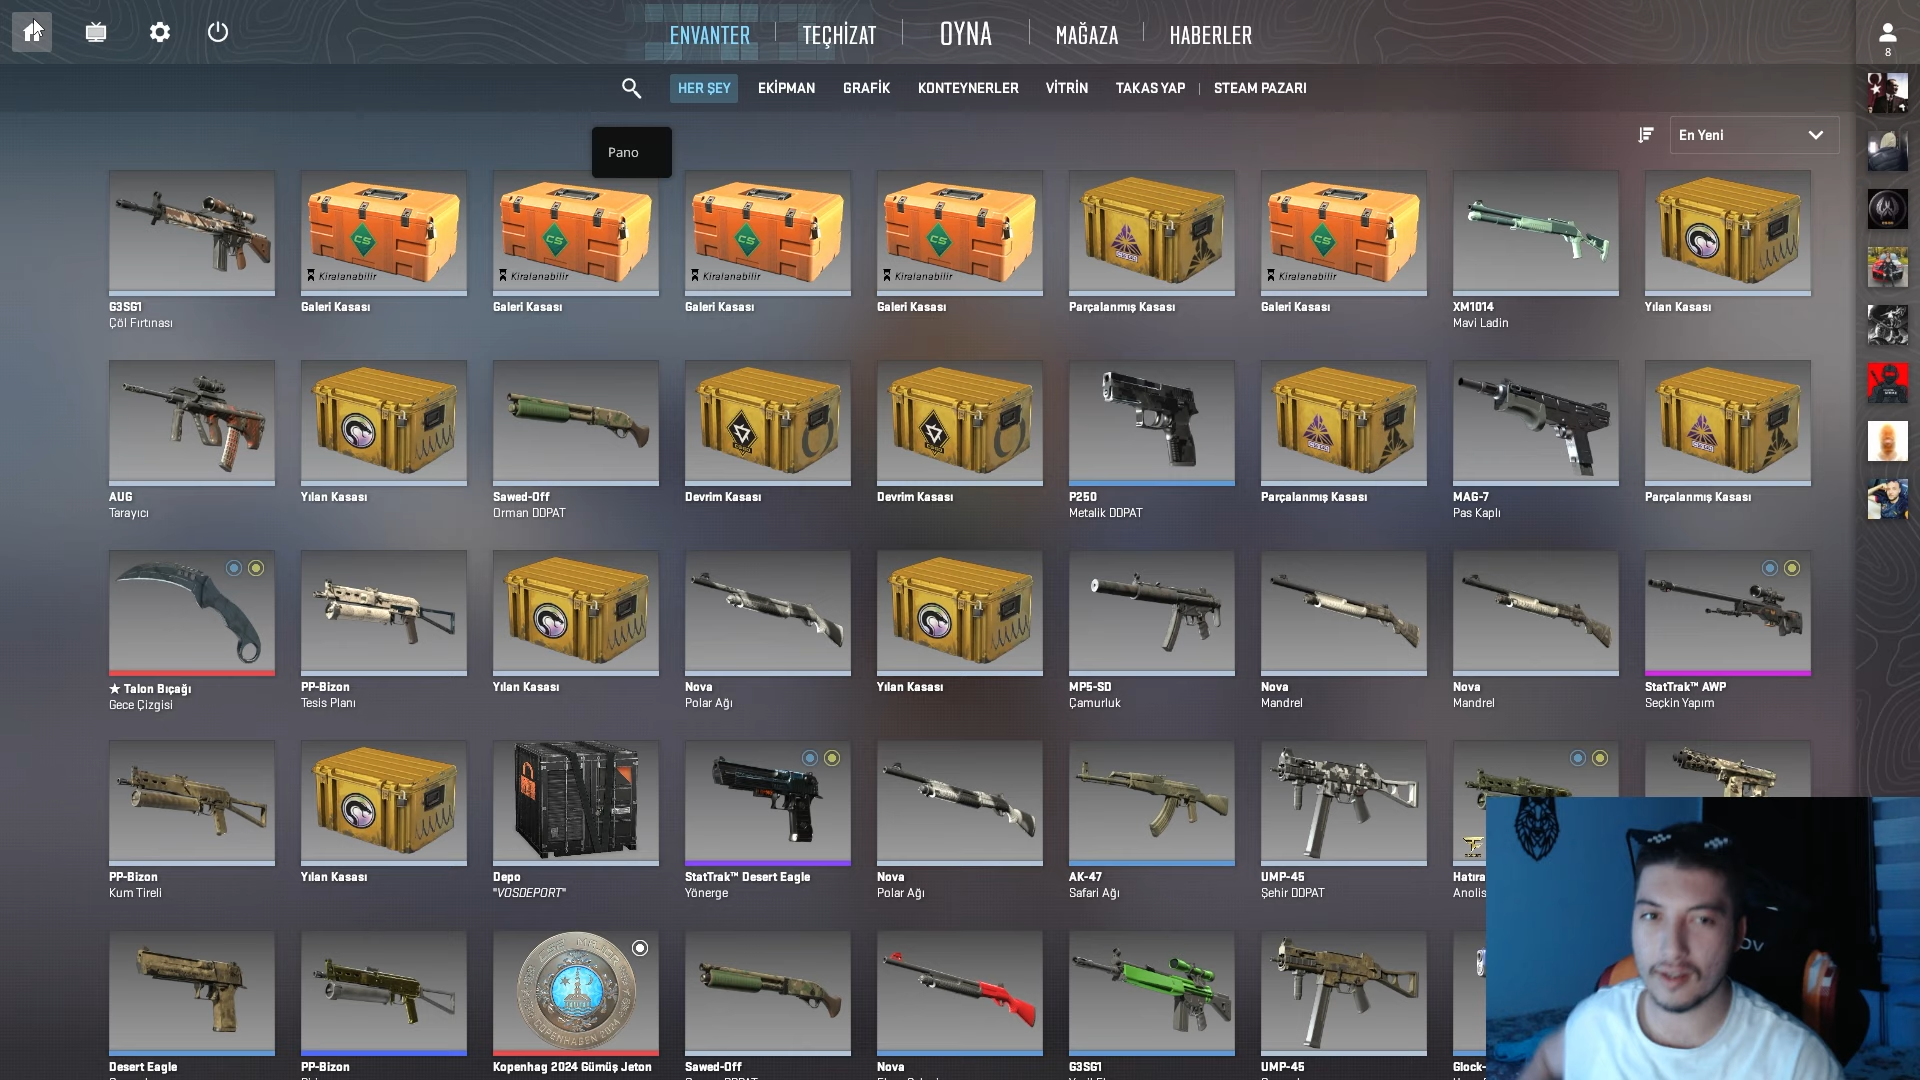 ENVANTER
TEÇHİZAT
OYNA
MAĞAZA
HABERLER
8
HER ŞEY
EKİPMAN
GRAFİK
KONTEYNERLER
VİTRİN
TAKAS YAP
STEAM PAZARI
Pano
En Yeni
Kiralanabilir
Kiralanabilir
Kiralanabilir
Kiralanabilir
Kiralanabilir
G3SG1
Çöl Fırtınası
Galeri Kasası
Galeri Kasası
Galeri Kasası
Galeri Kasası
Parçalanmış Kasası
Galeri Kasası
XM1014
Mavi Ladin
Yılan Kasası
AUG
Tarayıcı
Yılan Kasası
Sawed-Off
Orman DDPAT
Devrim Kasası
Devrim Kasası
P250
Metalik DDPAT
Parçalanmış Kasası
MAG-7
Pas Kaplı
Parçalanmış Kasası
★ Talon Bıçağı
Gece Çizgisi
PP-Bizon
Tesis Planı
Yılan Kasası
Nova
Polar Ağı
Yılan Kasası
MP5-SD
Çamurluk
Nova
Mandrel
Nova
Mandrel
StatTrak™ AWP
Seçkin Yapım
PP-Bizon
Kum Tireli
Yılan Kasası
Depo
"VOSDEPORT"
StatTrak™ Desert Eagle
Yönerge
Nova
Polar Ağı
AK-47
Safari Ağı
UMP-45
Şehir DDPAT
Hatıra
Anolis
Desert Eagle
PP-Bizon
Kopenhag 2024 Gümüş Jeton
Sawed-Off
Nova
G3SG1
UMP-45
Glock-